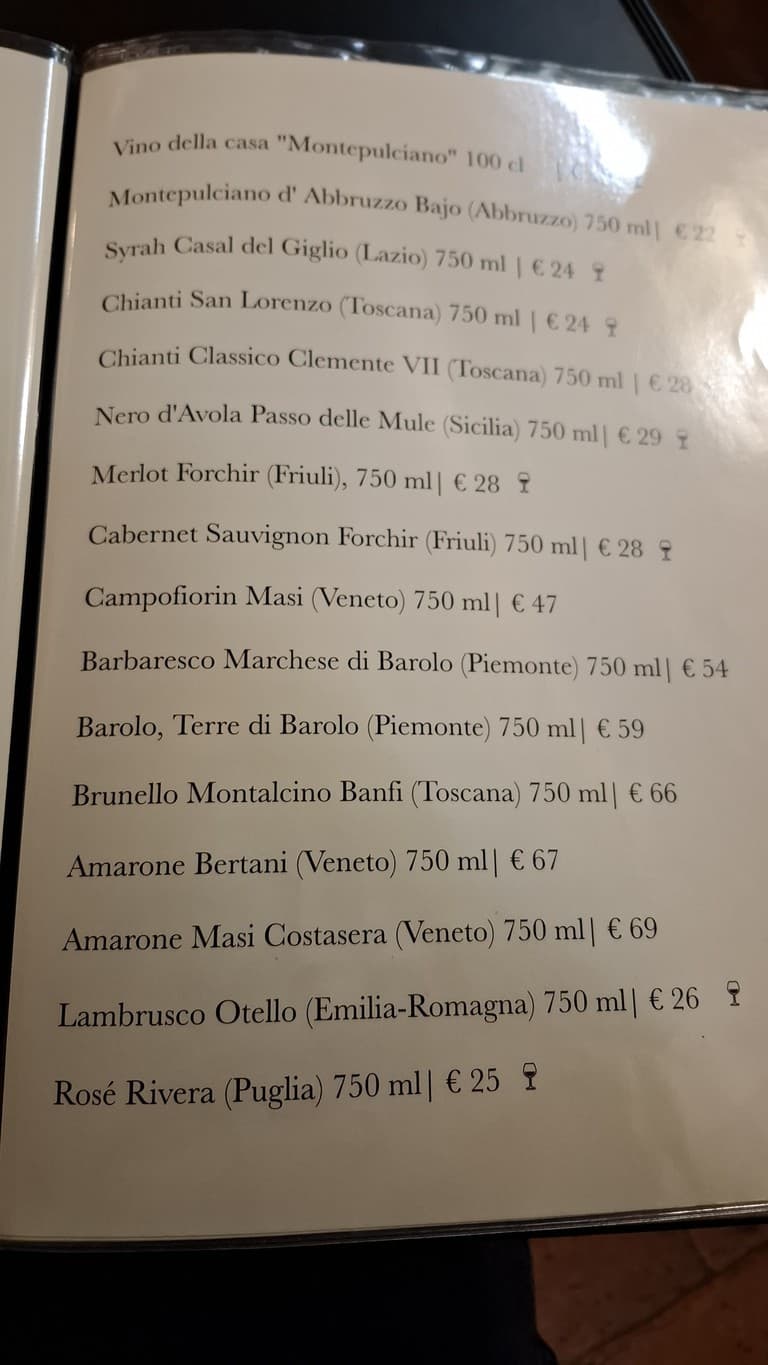 Vino della casa "Montepulciano" 100 cl |
Montepulciano d' Abbruzzo Bajo (Abbruzzo) 750 ml| € 22
Syrah Casal del Giglio (Lazio) 750 ml | € 24
Chianti San Lorenzo (Toscana) 750 ml | € 24
Chianti Classico Clemente VII (Toscana) 750 ml | € 28
Nero d'Avola Passo delle Mule (Sicilia) 750 ml| € 29
Merlot Forchir (Friuli), 750 ml| € 28
Cabernet Sauvignon Forchir (Friuli) 750 ml| € 28
Campofiorin Masi (Veneto) 750 ml| € 47
Barbaresco Marchese di Barolo (Piemonte) 750 ml| € 54
Barolo, Terre di Barolo (Piemonte) 750 ml| € 59
Brunello Montalcino Banfi (Toscana) 750 ml| € 66
Amarone Bertani (Veneto) 750 ml| € 67
Amarone Masi Costasera (Veneto) 750 ml| € 69
Lambrusco Otello (Emilia-Romagna) 750 ml| € 26
Rosé Rivera (Puglia) 750 ml| € 25